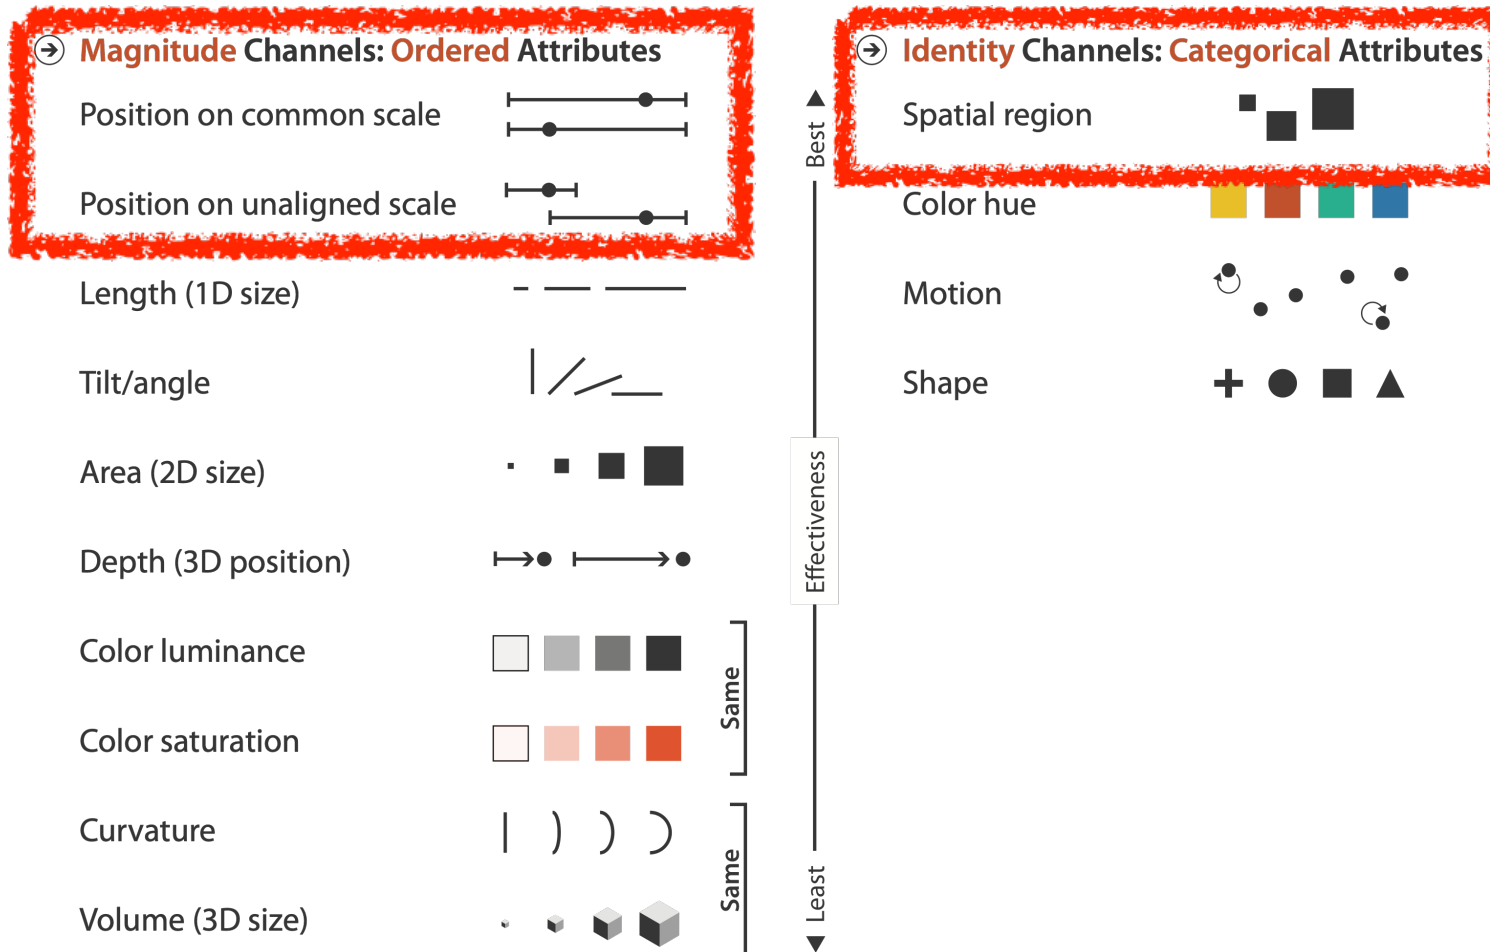 Magnitude Channels: Ordered Attributes
Position on common scale
Position on unaligned scale
Length (1D size)
Tilt/angle
Area (2D size)
Depth (3D position)
Color luminance
Color saturation
Curvature
Volume (3D size)
Same
Same
Best
Effectiveness
Least
Identity Channels: Categorical Attributes
Spatial region
Color hue
Motion
Shape